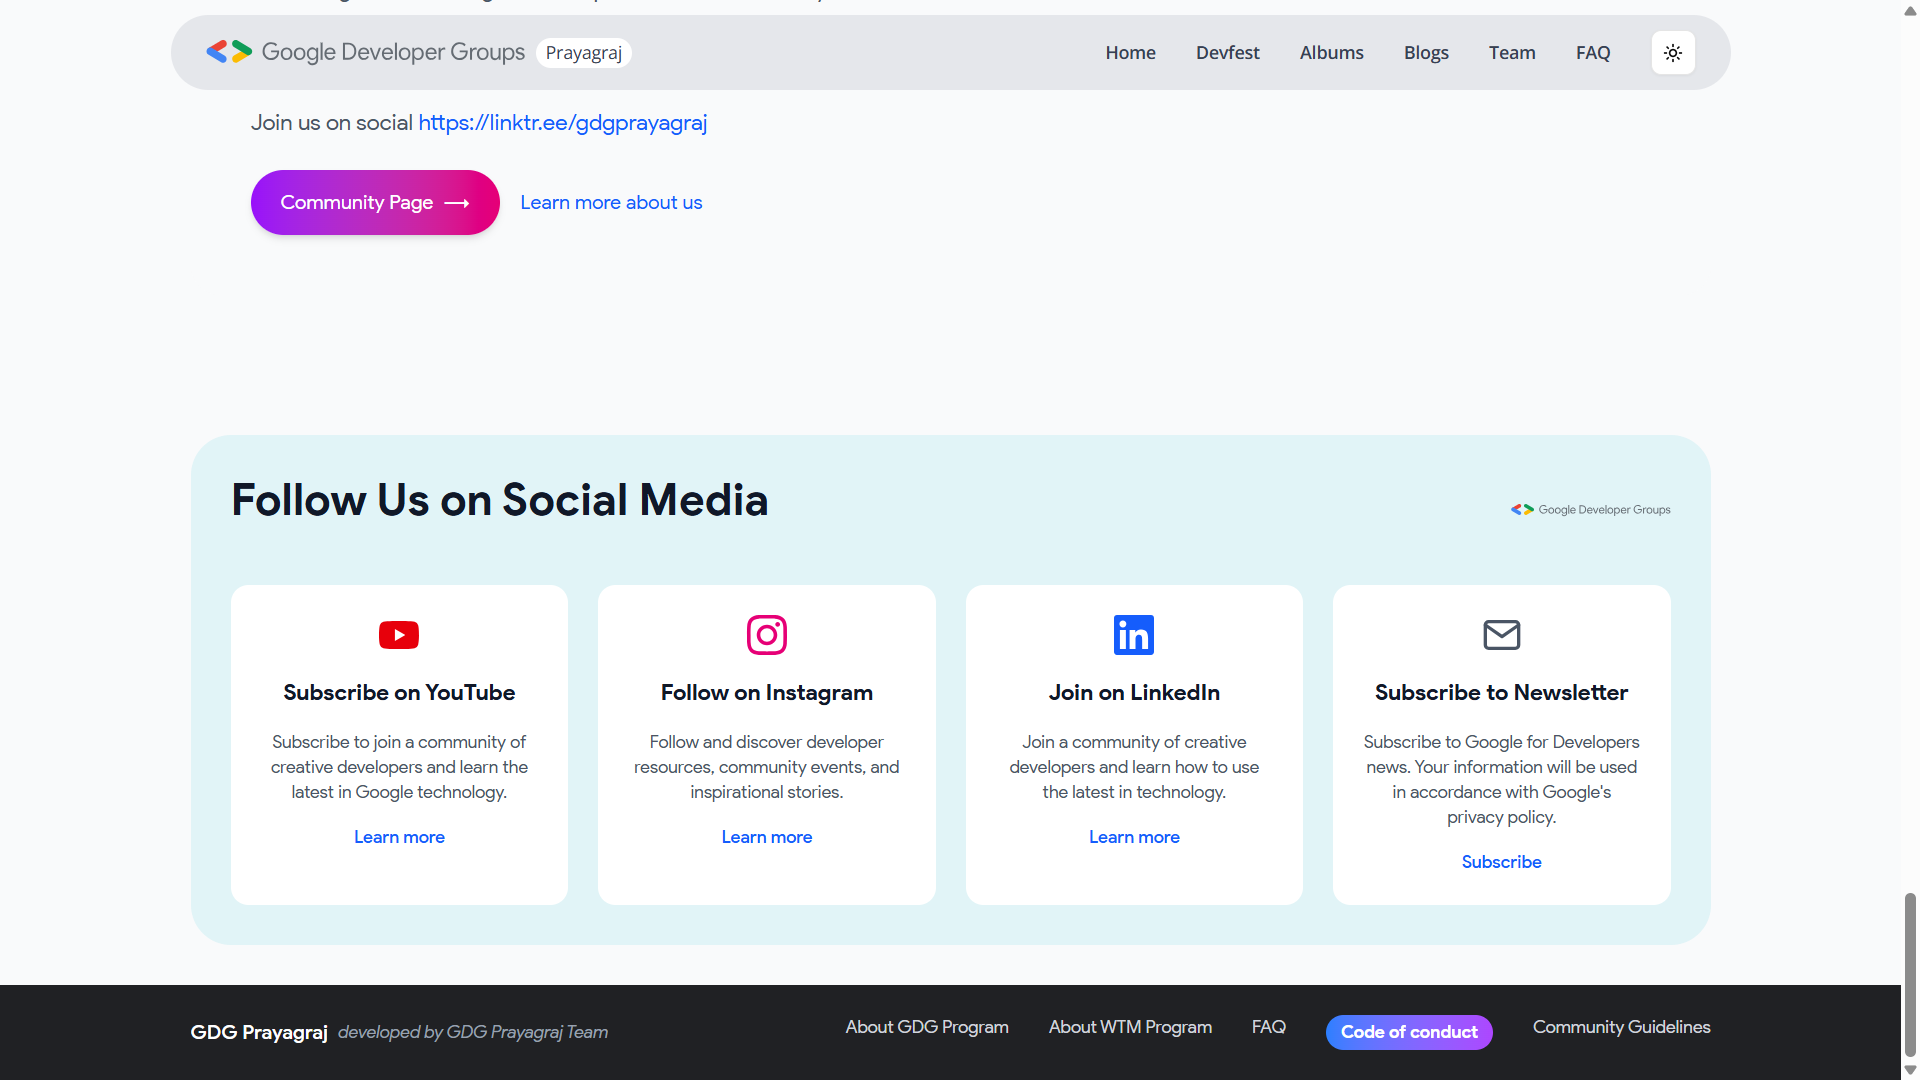 Google Developer Groups Prayagraj
Home Devfest Albums Blogs Team FAQ
Join us on social https://linktr.ee/gdgprayagraj
Community Page → Learn more about us
Follow Us on Social Media
Google Developer Groups
Subscribe on YouTube
Subscribe to join a community of
creative developers and learn the
latest in Google technology.
Learn more
Follow on Instagram
Follow and discover developer
resources, community events, and
inspirational stories.
Learn more
in
Join on LinkedIn
Join a community of creative
developers and learn how to use
the latest in technology.
Learn more
Subscribe to Newsletter
Subscribe to Google for Developers
news. Your information will be used
in accordance with Google's
privacy policy.
Subscribe
GDG Prayagraj developed by GDG Prayagraj Team
About GDG Program About WTM Program FAQ Code of conduct Community Guidelines